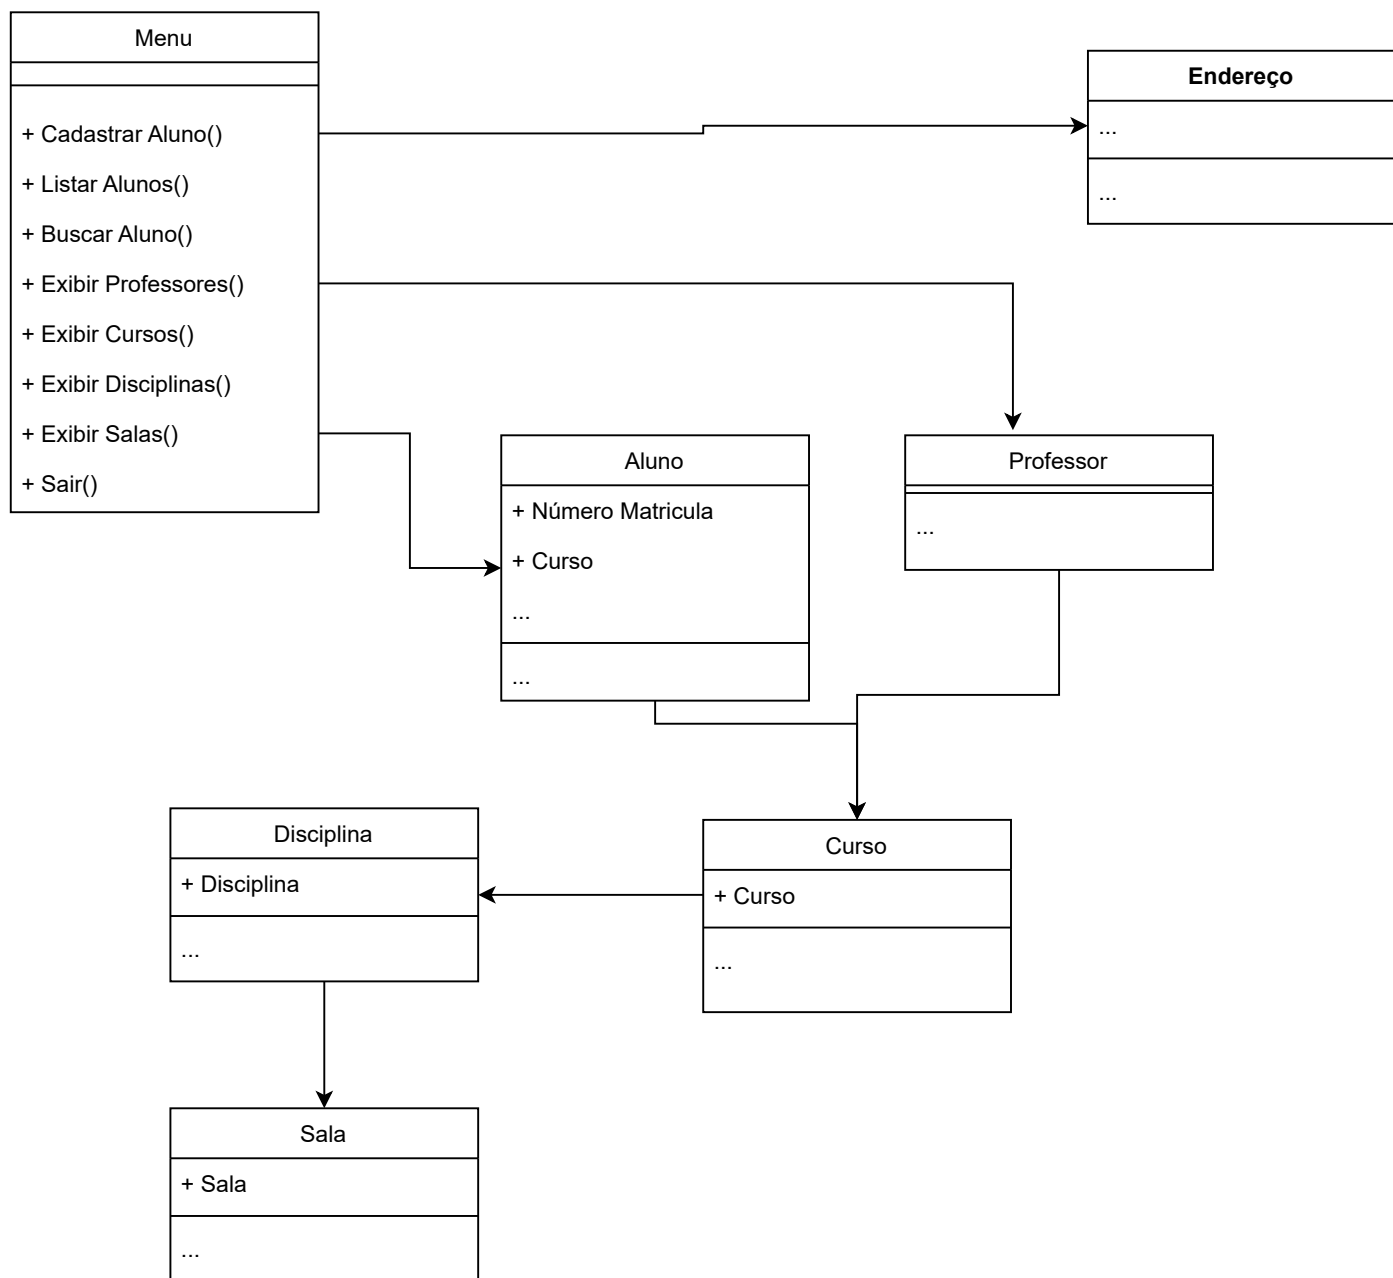 Menu
+ Cadastrar Aluno()
+ Listar Alunos()
+ Buscar Aluno()
+ Exibir Professores()
+ Exibir Cursos()
+ Exibir Disciplinas()
+ Exibir Salas()
+ Sair()
Endereço
...
...
Aluno
+ Número Matricula
+ Curso
...
...
Professor
...
Disciplina
+ Disciplina
...
Curso
+ Curso
...
Sala
+ Sala
...